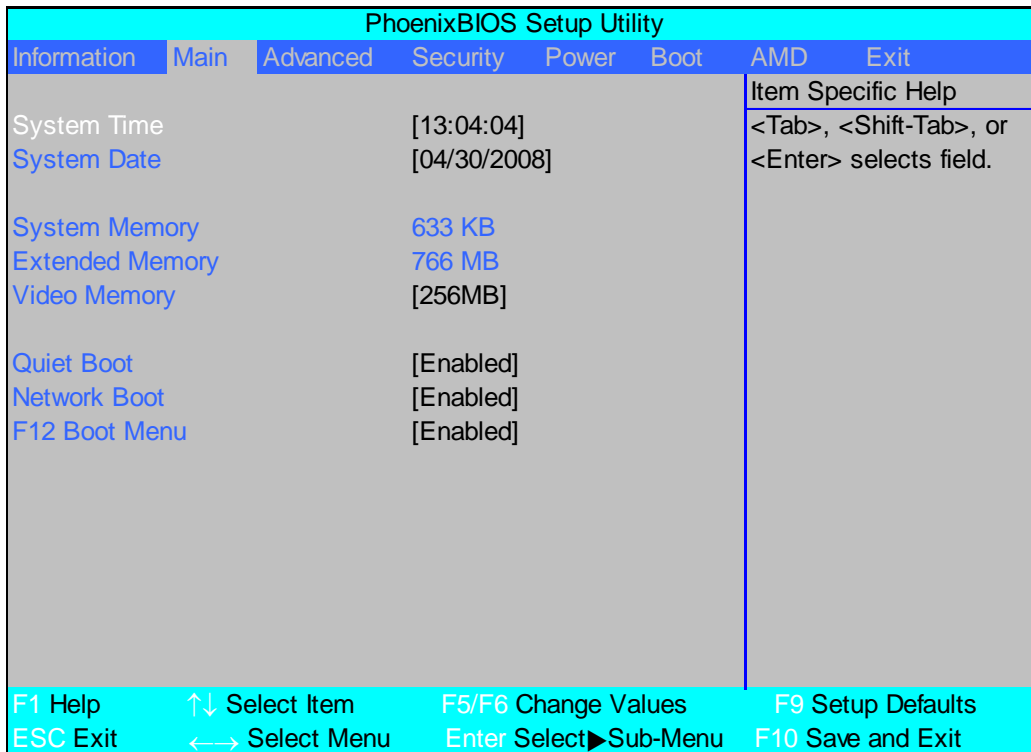 PhoenixBIOS Setup Utility
Information Main Advanced Security Power Boot AMD Exit
Item Specific Help
System Time [13:04:04] <Tab>, <Shift-Tab>, or
System Date [04/30/2008] <Enter> selects field.
System Memory 633 KB
Extended Memory 766 MB
Video Memory [256MB]
Quiet Boot [Enabled]
Network Boot [Enabled]
F12 Boot Menu [Enabled]
F1 Help ↑↓ Select Item F5/F6 Change Values F9 Setup Defaults
ESC Exit ←→ Select Menu Enter Select▶Sub-Menu F10 Save and Exit